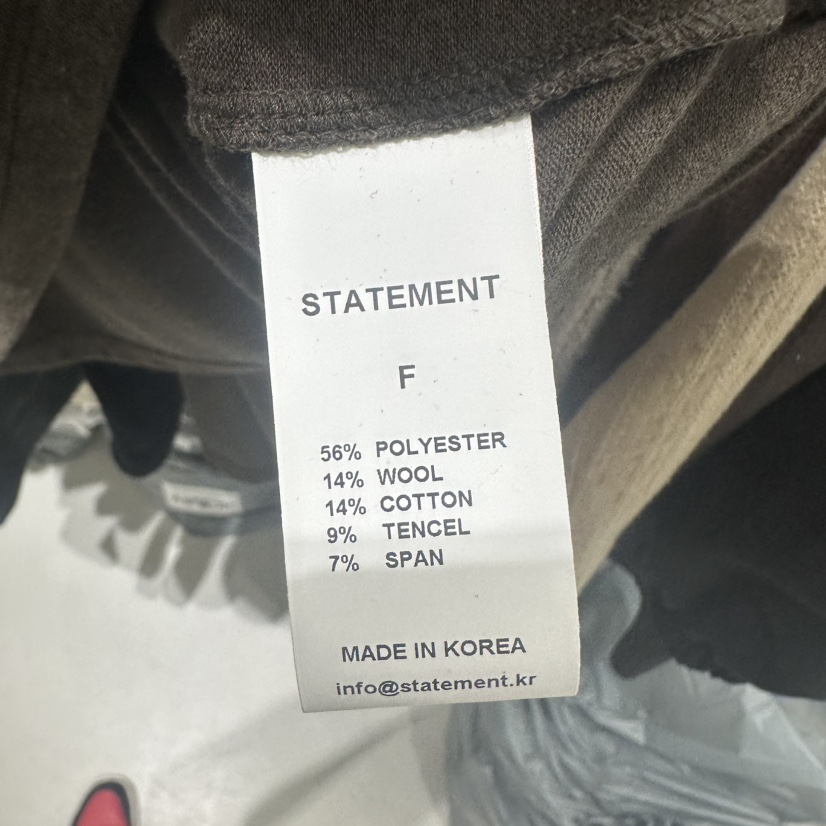 STATEMENT
F
56% POLYESTER
14% WOOL
14% COTTON
9% TENCEL
7% SPAN
MADE IN KOREA
info@statement.kr